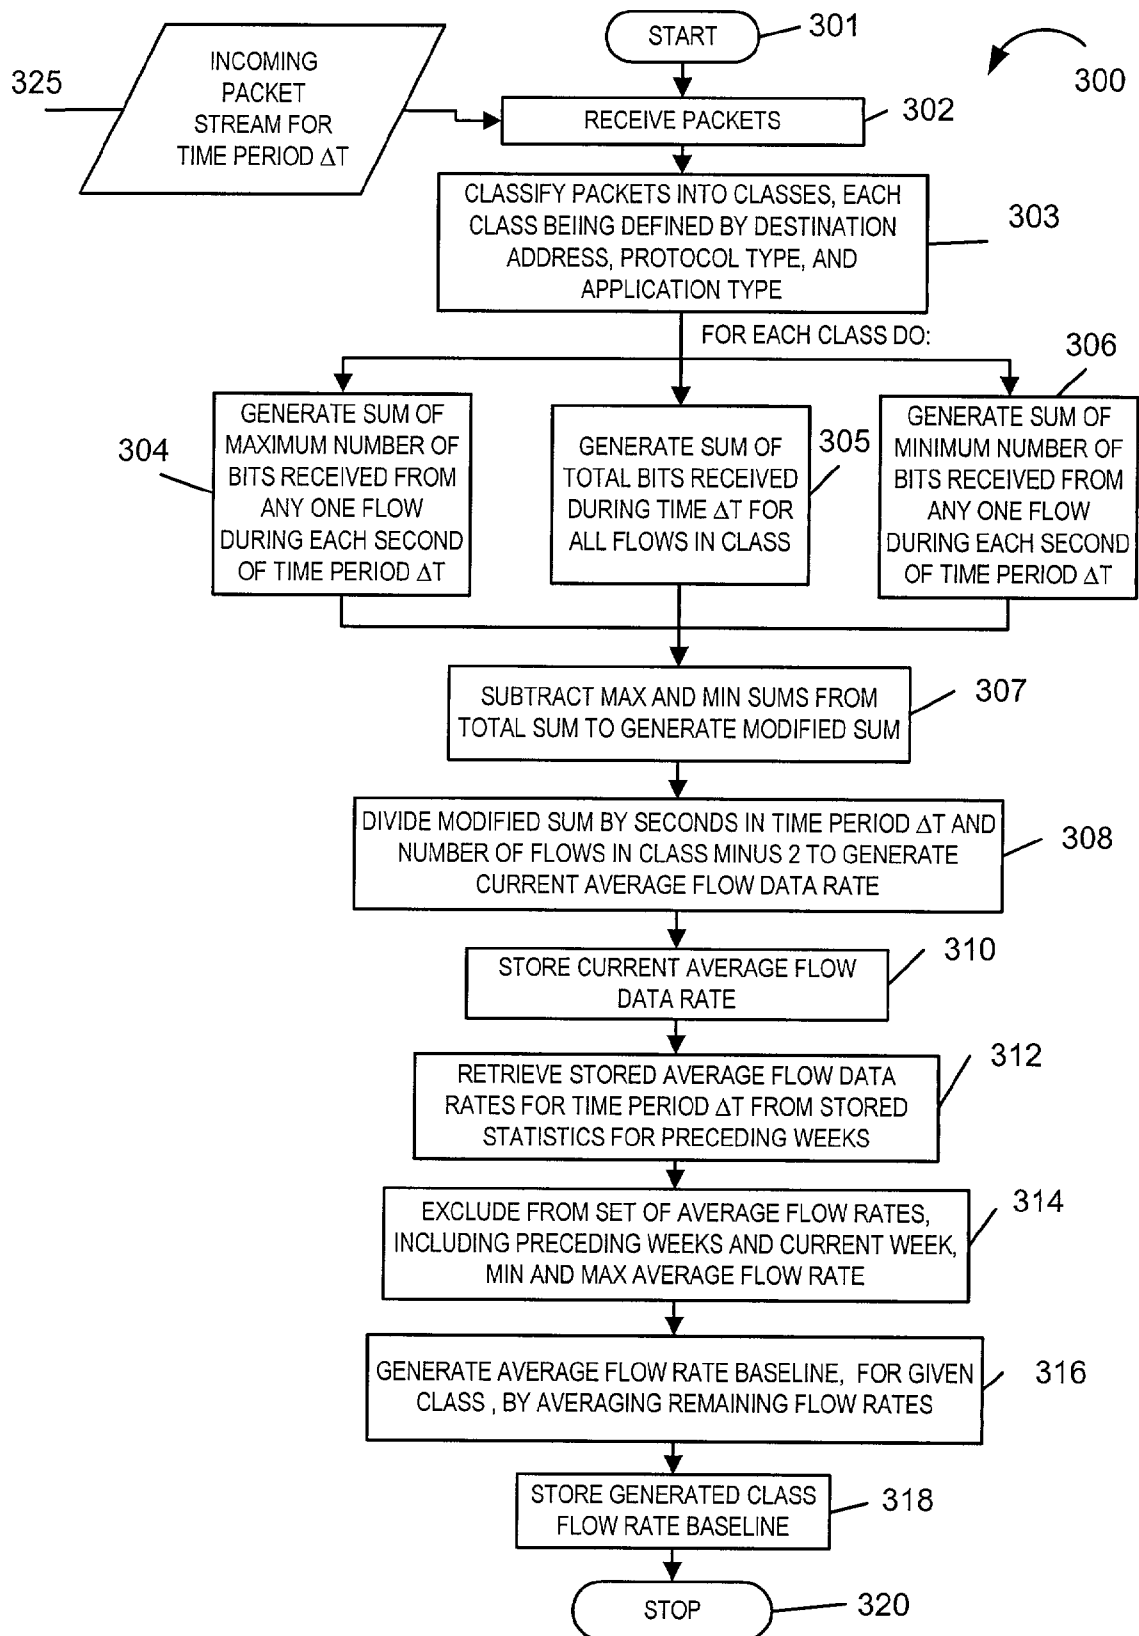 START
301
300
325
INCOMING
PACKET
STREAM FOR
TIME PERIOD ΔT
RECEIVE PACKETS
302
CLASSIFY PACKETS INTO CLASSES, EACH
CLASS BEIING DEFINED BY DESTINATION
ADDRESS, PROTOCOL TYPE, AND
APPLICATION TYPE
303
FOR EACH CLASS DO:
304
GENERATE SUM OF
MAXIMUM NUMBER OF
BITS RECEIVED FROM
ANY ONE FLOW
DURING EACH SECOND
OF TIME PERIOD ΔT
305
GENERATE SUM OF
TOTAL BITS RECEIVED
DURING TIME ΔT FOR
ALL FLOWS IN CLASS
306
GENERATE SUM OF
MINIMUM NUMBER OF
BITS RECEIVED FROM
ANY ONE FLOW
DURING EACH SECOND
OF TIME PERIOD ΔT
SUBTRACT MAX AND MIN SUMS FROM
TOTAL SUM TO GENERATE MODIFIED SUM
307
DIVIDE MODIFIED SUM BY SECONDS IN TIME PERIOD ΔT AND
NUMBER OF FLOWS IN CLASS MINUS 2 TO GENERATE
CURRENT AVERAGE FLOW DATA RATE
308
STORE CURRENT AVERAGE FLOW
DATA RATE
310
RETRIEVE STORED AVERAGE FLOW DATA
RATES FOR TIME PERIOD ΔT FROM STORED
STATISTICS FOR PRECEDING WEEKS
312
EXCLUDE FROM SET OF AVERAGE FLOW RATES,
INCLUDING PRECEDING WEEKS AND CURRENT WEEK,
MIN AND MAX AVERAGE FLOW RATE
314
GENERATE AVERAGE FLOW RATE BASELINE, FOR GIVEN
CLASS , BY AVERAGING REMAINING FLOW RATES
316
STORE GENERATED CLASS
FLOW RATE BASELINE
318
STOP
320